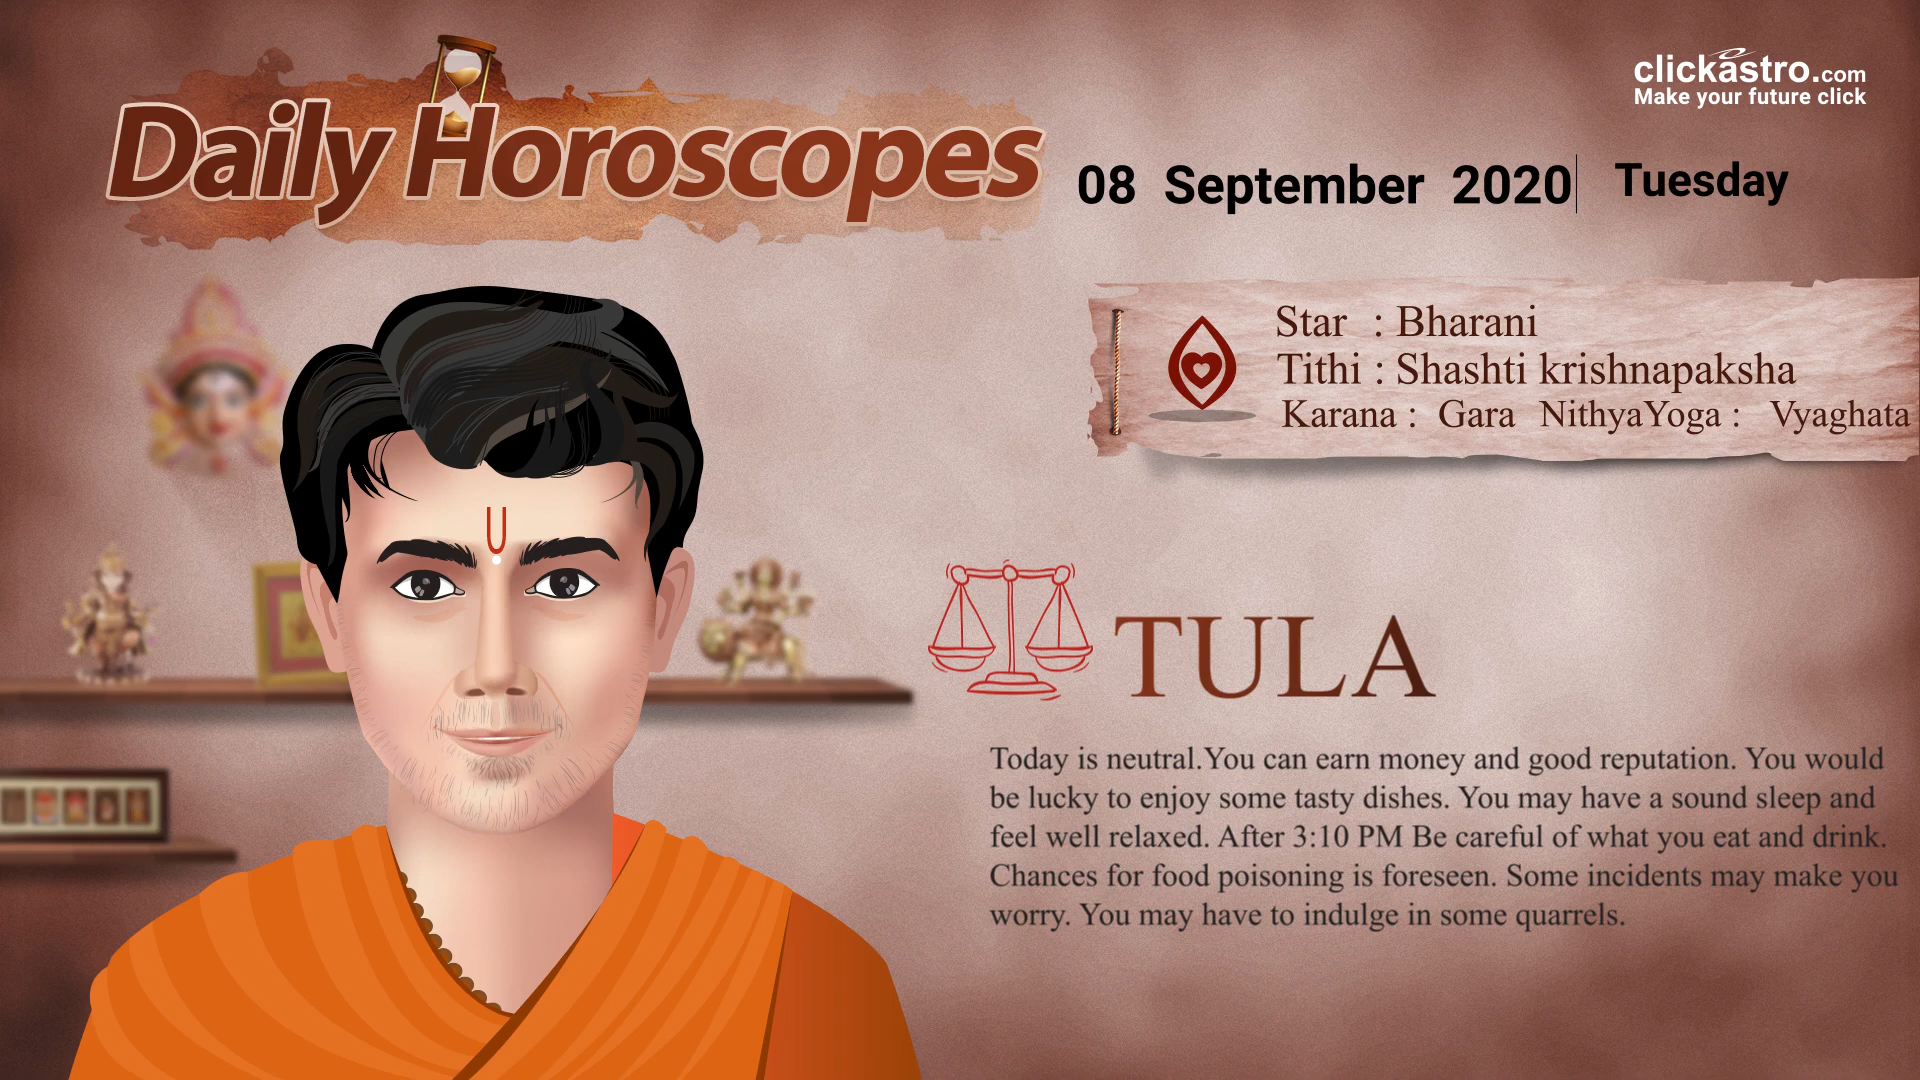 clickastro.com
Make your future click
Daily Horoscopes
08 September 2020 Tuesday
Star : Bharani
Tithi : Shashti krishnapaksha
Karana : Gara NithyaYoga : Vyaghata
TULA
Today is neutral.You can earn money and good reputation. You would
be lucky to enjoy some tasty dishes. You may have a sound sleep and
feel well relaxed. After 3:10 PM Be careful of what you eat and drink.
Chances for food poisoning is foreseen. Some incidents may make you
worry. You may have to indulge in some quarrels.